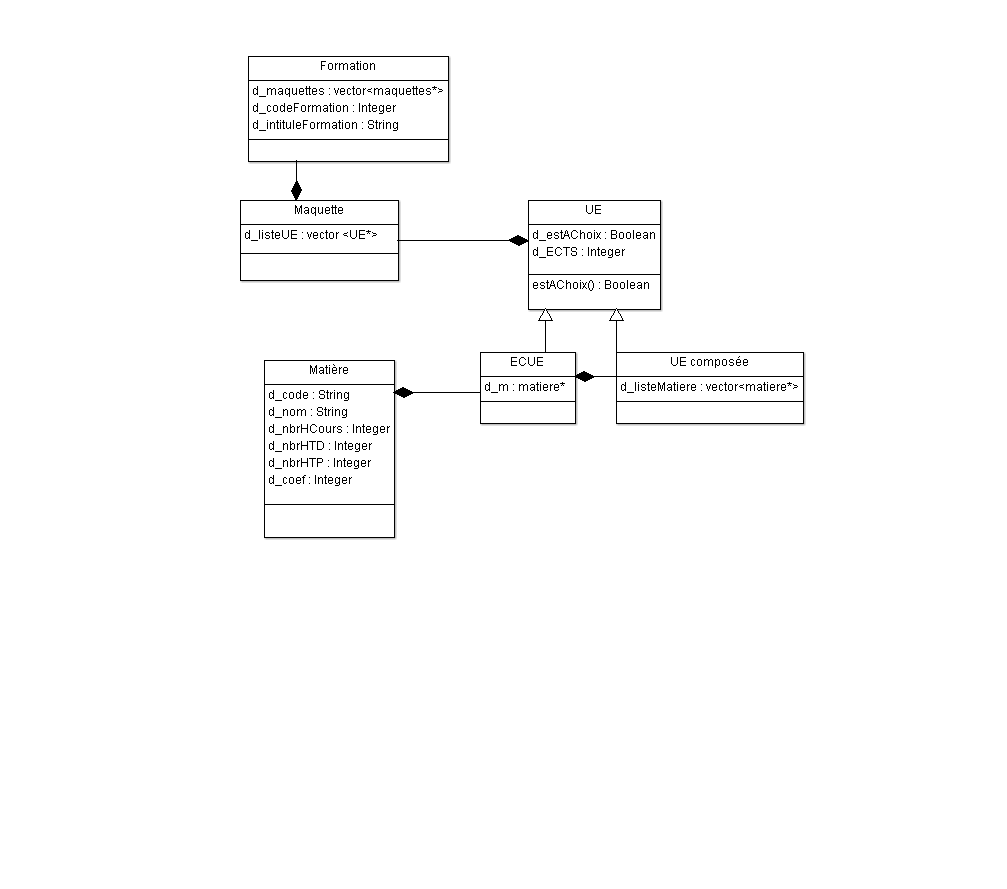 Formation
d_maquettes : vector<maquettes*>
d_codeFormation : Integer
d_intituleFormation : String
Maquette
d_listeUE : vector <UE*>
UE
d_estAChoix : Boolean
d_ECTS : Integer
estAChoix() : Boolean
ECUE
d_m : matiere*
UE composée
d_listeMatiere : vector<matiere*>
Matière
d_code : String
d_nom : String
d_nbrHCours : Integer
d_nbrHTD : Integer
d_nbrHTP : Integer
d_coef : Integer